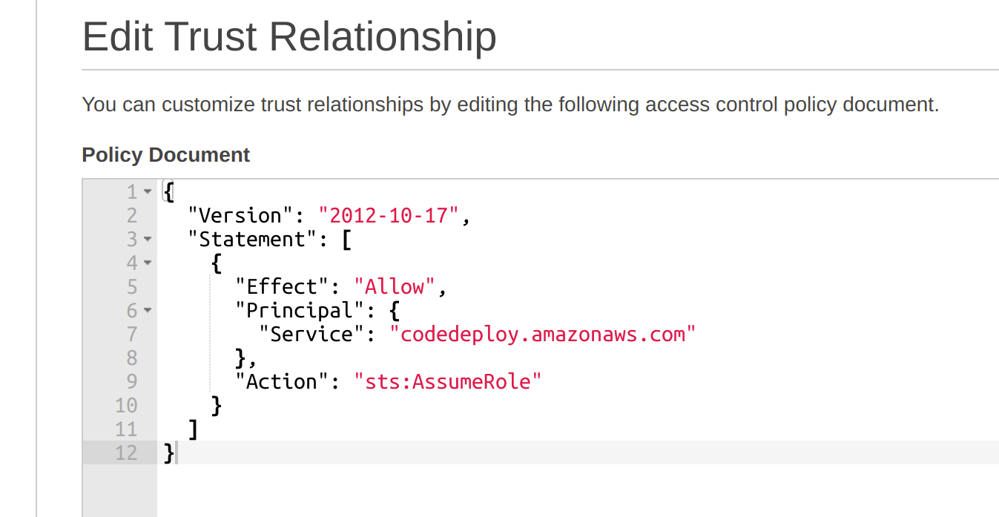 Edit Trust Relationship
You can customize trust relationships by editing the following access control policy document.
Policy Document
1 {
2   "Version": "2012-10-17",
3   "Statement": [
4     {
5       "Effect": "Allow",
6       "Principal": {
7         "Service": "codedeploy.amazonaws.com"
8       },
9       "Action": "sts:AssumeRole"
10     }
11   ]
12 }